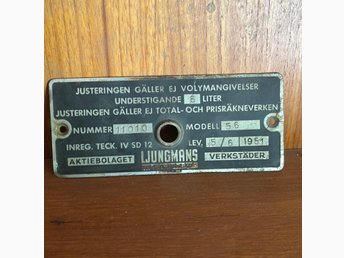 JUSTERINGEN GÄLLER EJ VOLYMANGIVELSER
UNDERSTIGANDE 6 LITER
JUSTERINGEN GÄLLER EJ TOTAL- OCH PRISRÄKNEVERKEN
NUMMER 11010 MODELL 56
INREG. TECK. IV SD 12 LEV. 15/6 1951
AKTIEBOLAGET LJUNGMANS VERKSTÄDER